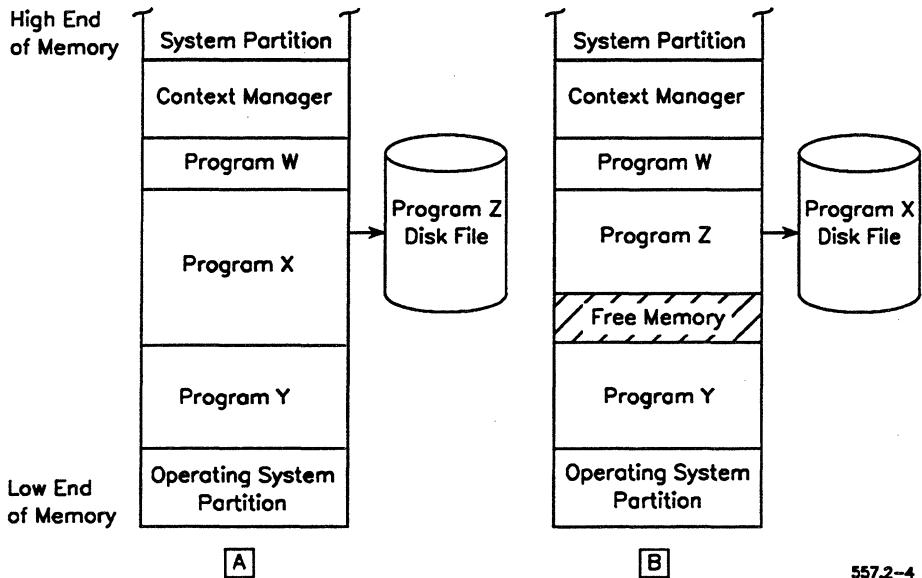 High End
of Memory
System Partition
Context Manager
Program W
Program X
Program Y
Operating System
Partition
Low End
of Memory
Program Z
Disk File
A
System Partition
Context Manager
Program W
Program Z
Free Memory
Program Y
Operating System
Partition
Program X
Disk File
B
557.2-4